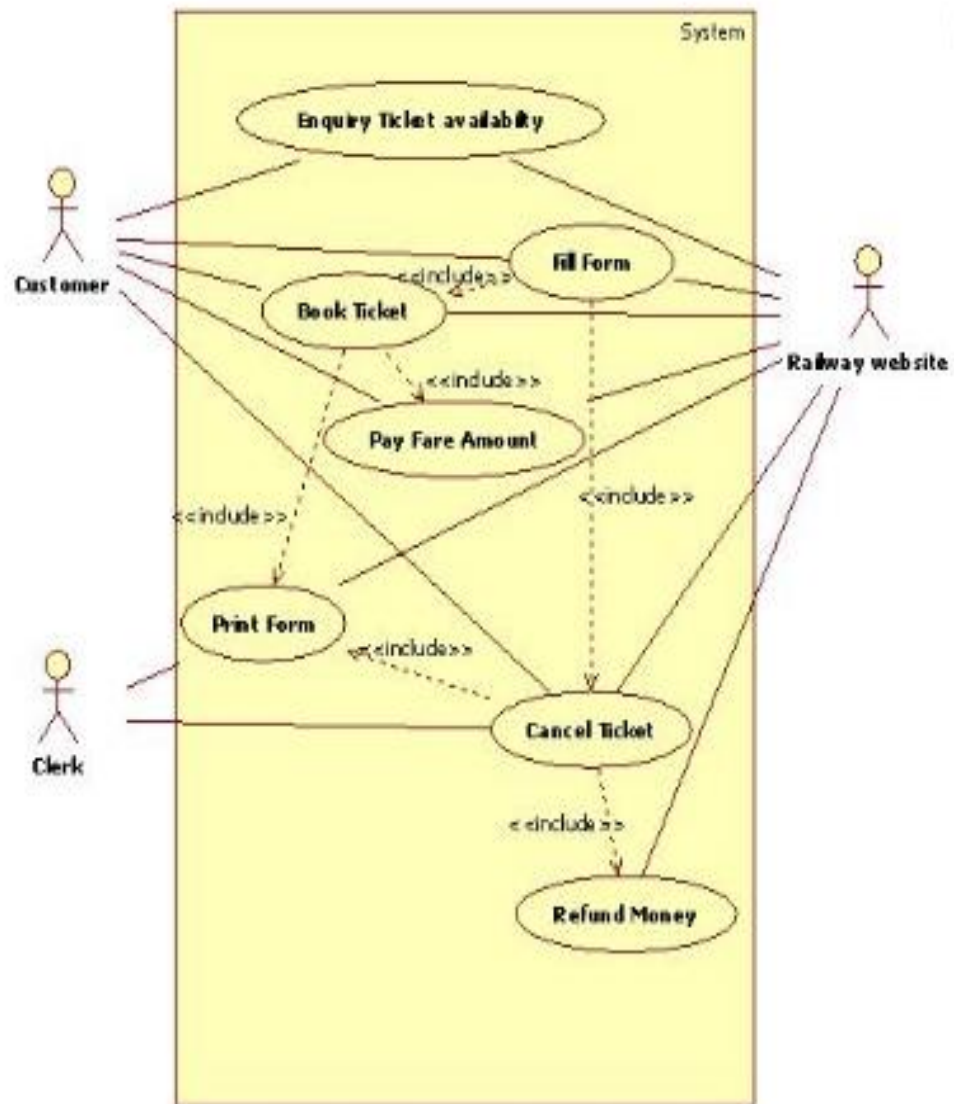 System
Enquiry Ticket availabilty
Customer
Fill Form
<<include>>
Book Ticket
Railway website
<<include>>
Pay Fare Amount
<<include>>
<<include>>
Print Form
<<include>>
Cancel Ticket
Clerk
<<include>>
Refund Money